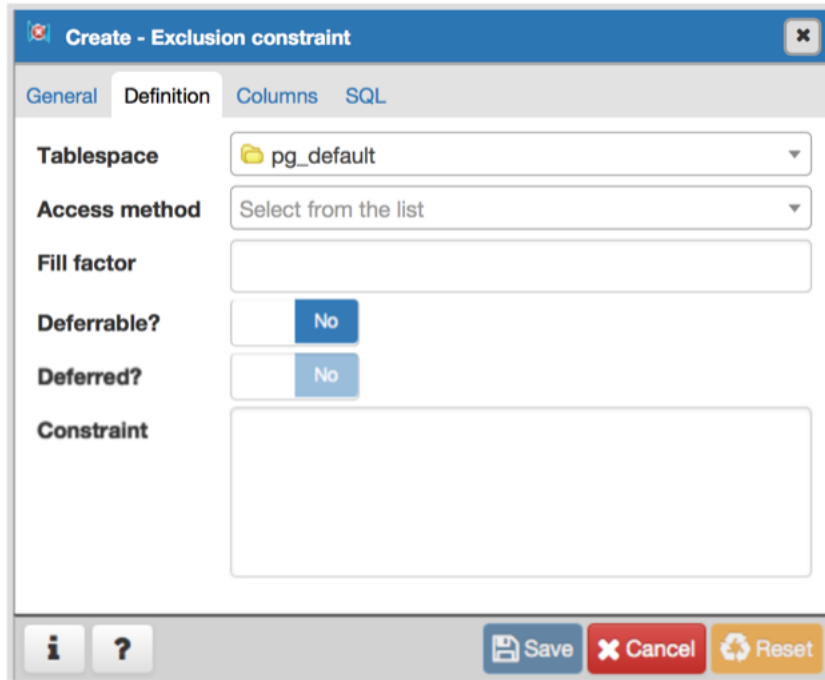 Create - Exclusion constraint
General Definition Columns SQL
Tablespace pg_default
Access method Select from the list
Fill factor
Deferrable? No
Deferred? No
Constraint
i ? Save Cancel Reset